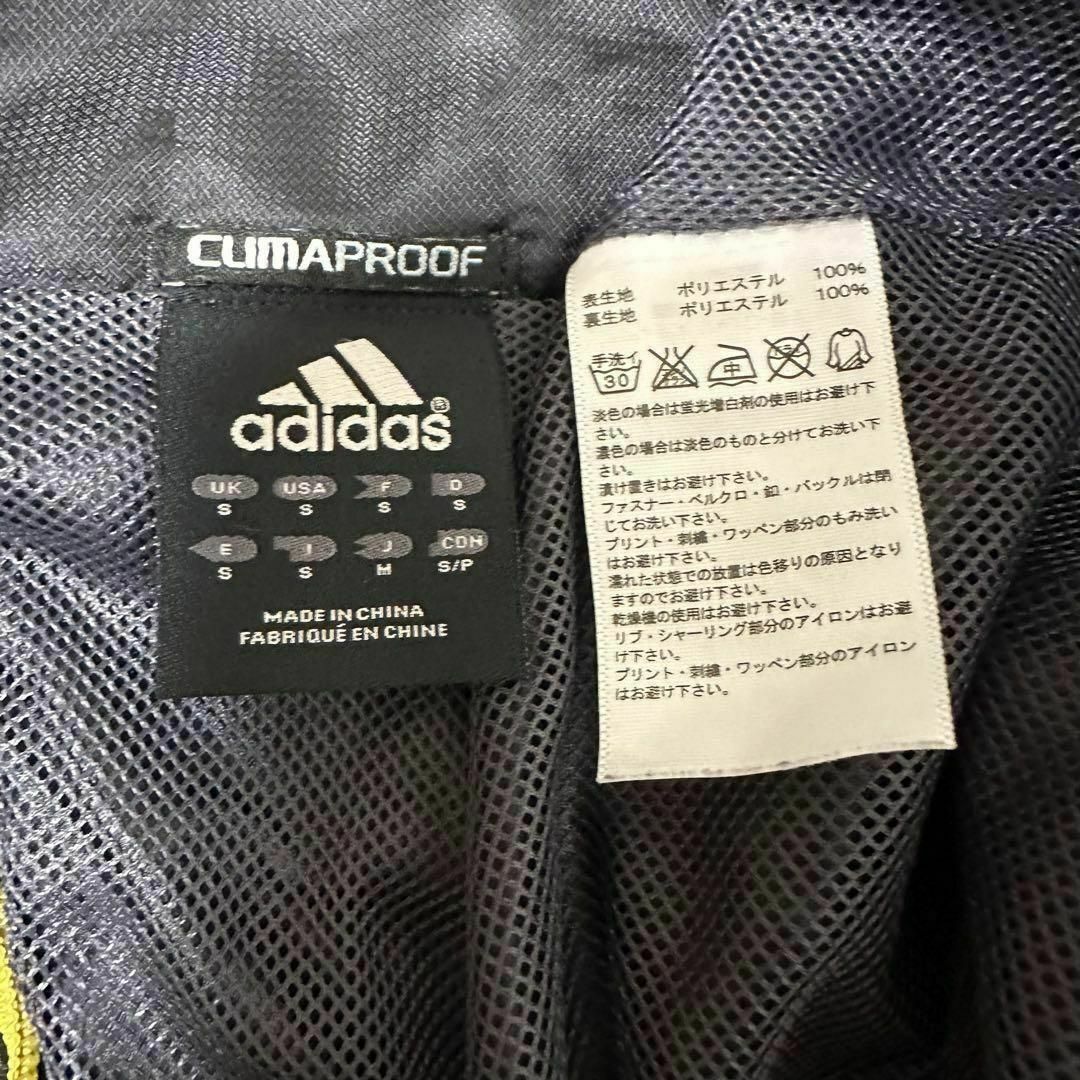 CLIMAPROOF
adidas®
UK USA F D
S S S S
E I J CDN
S S M S/P
MADE IN CHINA
FABRIQUÉ EN CHINE
表生地 ポリエステル 100%
裏生地 ポリエステル 100%
手洗イ
30 中
淡色の場合は蛍光増白剤の使用はお避け下
さい。
濃色の場合は淡色のものと分けてお洗い下
さい。
漬け置きはお避け下さい。
ファスナー・ベルクロ・釦・バックルは閉
じてお洗い下さい。
プリント・刺繍・ワッペン部分のもみ洗い
はお避け下さい。
濡れた状態での放置は色移りの原因となり
ますのでお避け下さい。
乾燥機の使用はお避け下さい。
リブ・シャーリング部分のアイロンはお避
け下さい。
プリント・刺繍・ワッペン部分のアイロン
はお避け下さい。